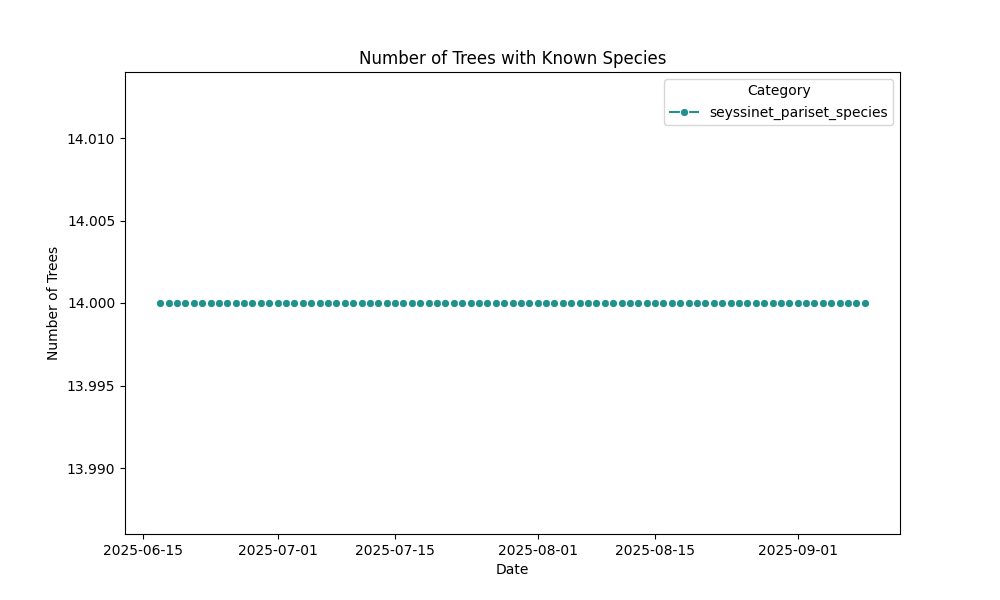 Number of Trees with Known Species
Category
seyssinet_pariset_species
14.010
14.005
14.000
13.995
13.990
Number of Trees
2025-06-15
2025-07-01
2025-07-15
2025-08-01
2025-08-15
2025-09-01
Date